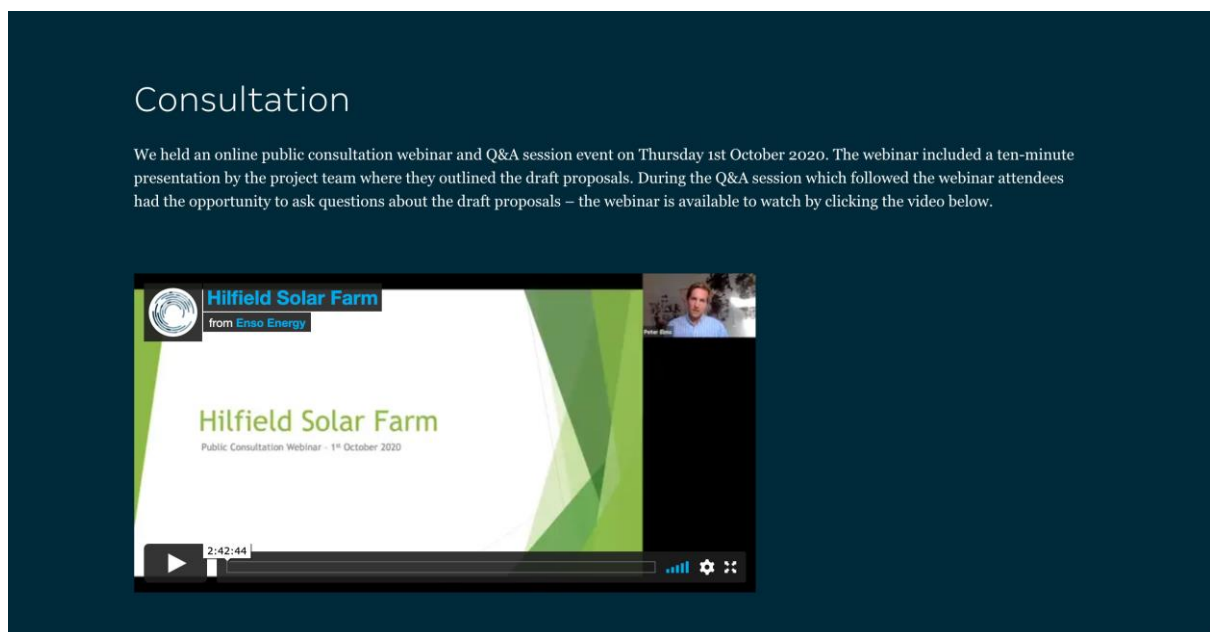 Consultation
We held an online public consultation webinar and Q&A session event on Thursday 1st October 2020. The webinar included a ten-minute
presentation by the project team where they outlined the draft proposals. During the Q&A session which followed the webinar attendees
had the opportunity to ask questions about the draft proposals – the webinar is available to watch by clicking the video below.
Hilfield Solar Farm
from Enso Energy
Hilfield Solar Farm
Public Consultation Webinar - 1st October 2020
2:42:44